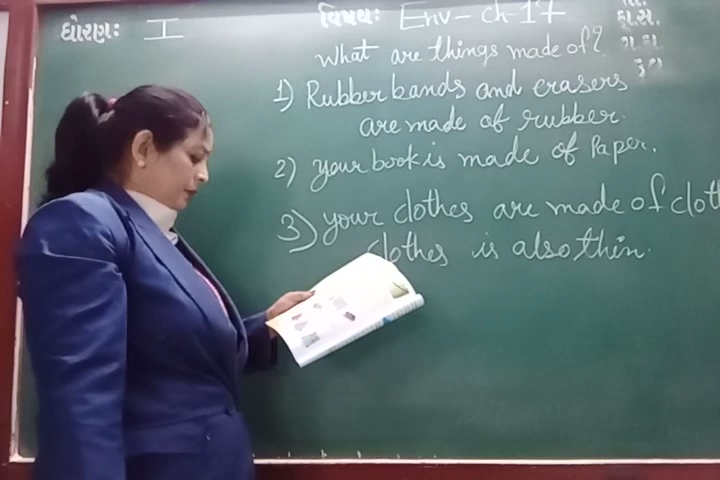 ધોરણઃ I
વિષયઃ Env - ch - 17
What are things made of?
1) Rubber bands and erasers
are made of rubber.
2) your book is made of Paper.
3) your clothes are made of cloth
clothes is also thin.
તા.
હા.સ.
ગ.હા.
કુલ